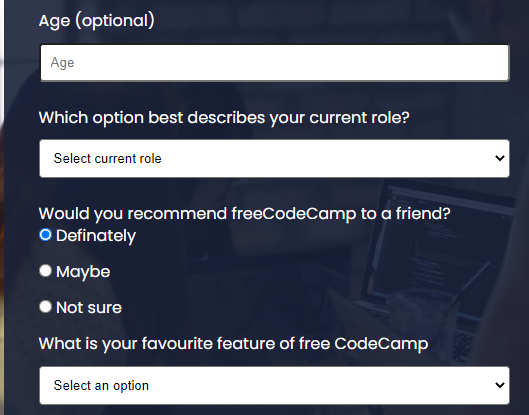 Age (optional)
Age
Which option best describes your current role?
Select current role
Would you recommend freeCodeCamp to a friend?
Definately
Maybe
Not sure
What is your favourite feature of free CodeCamp
Select an option